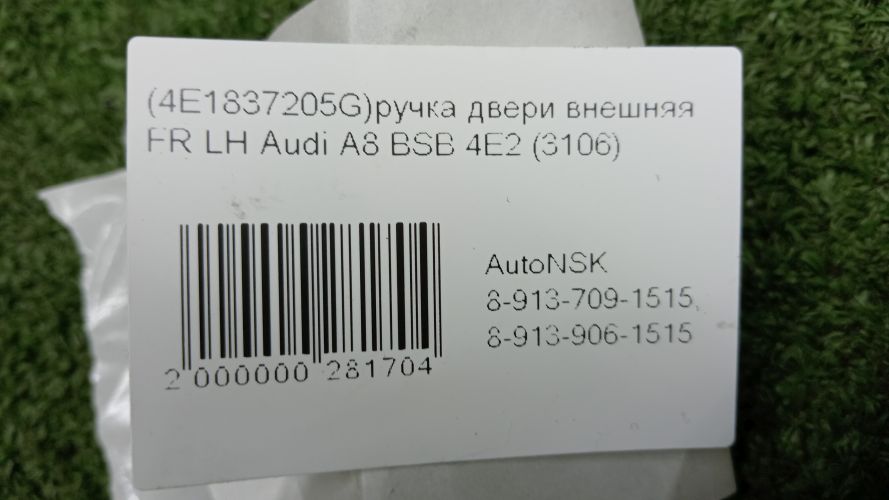 (4E1837205G)ручка двери внешняя
FR LH Audi A8 BSB 4E2 (3106)
AutoNSK
8-913-709-1515,
8-913-906-1515
2 000000 281704